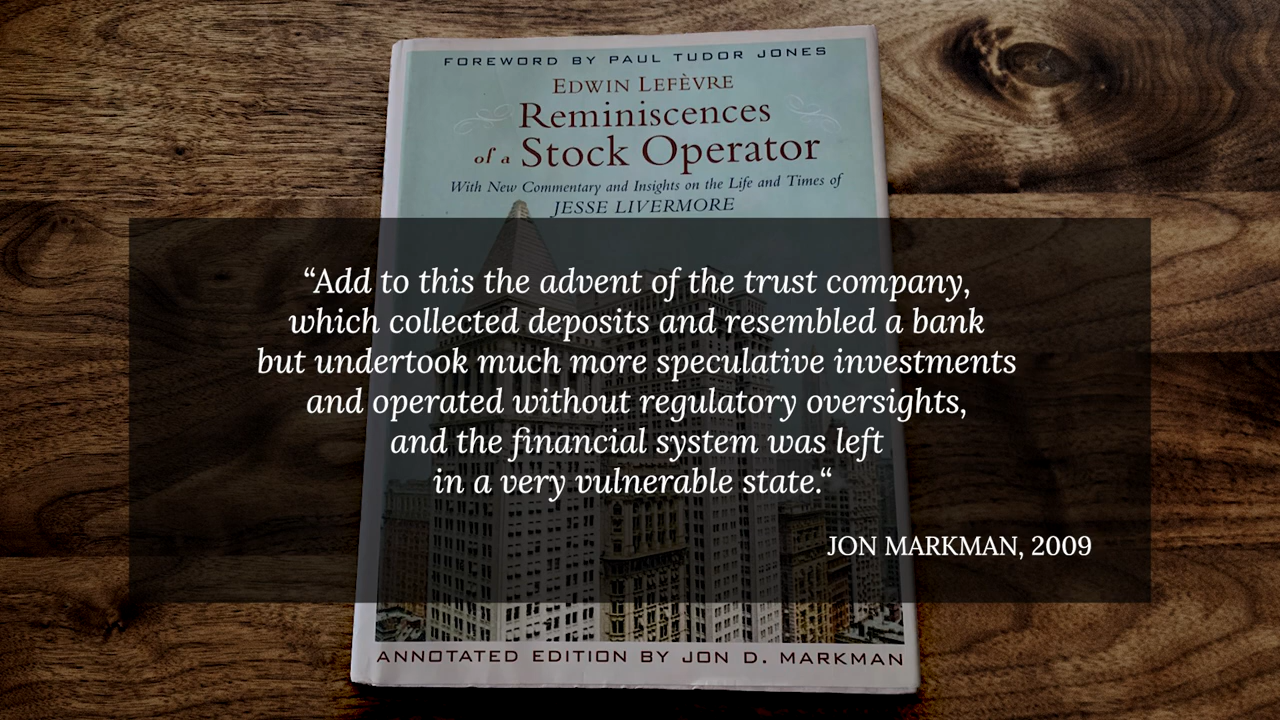 FOREWORD BY PAUL TUDOR JONES
EDWIN LEFÈVRE
Reminiscences
of a Stock Operator
With New Commentary and Insights on the Life and Times of
JESSE LIVERMORE
“Add to this the advent of the trust company,
which collected deposits and resembled a bank
but undertook much more speculative investments
and operated without regulatory oversights,
and the financial system was left
in a very vulnerable state.“
JON MARKMAN, 2009
ANNOTATED EDITION BY JON D. MARKMAN